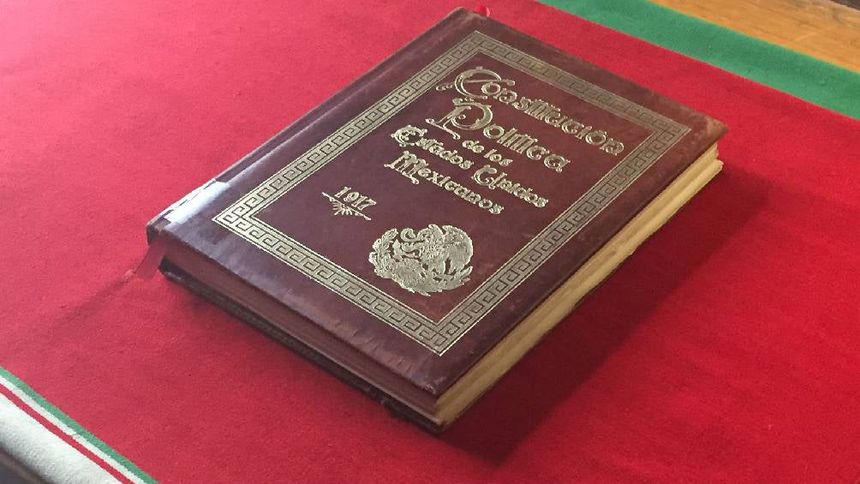 Constitución
Política
de los
Estados Unidos
Mexicanos
1917